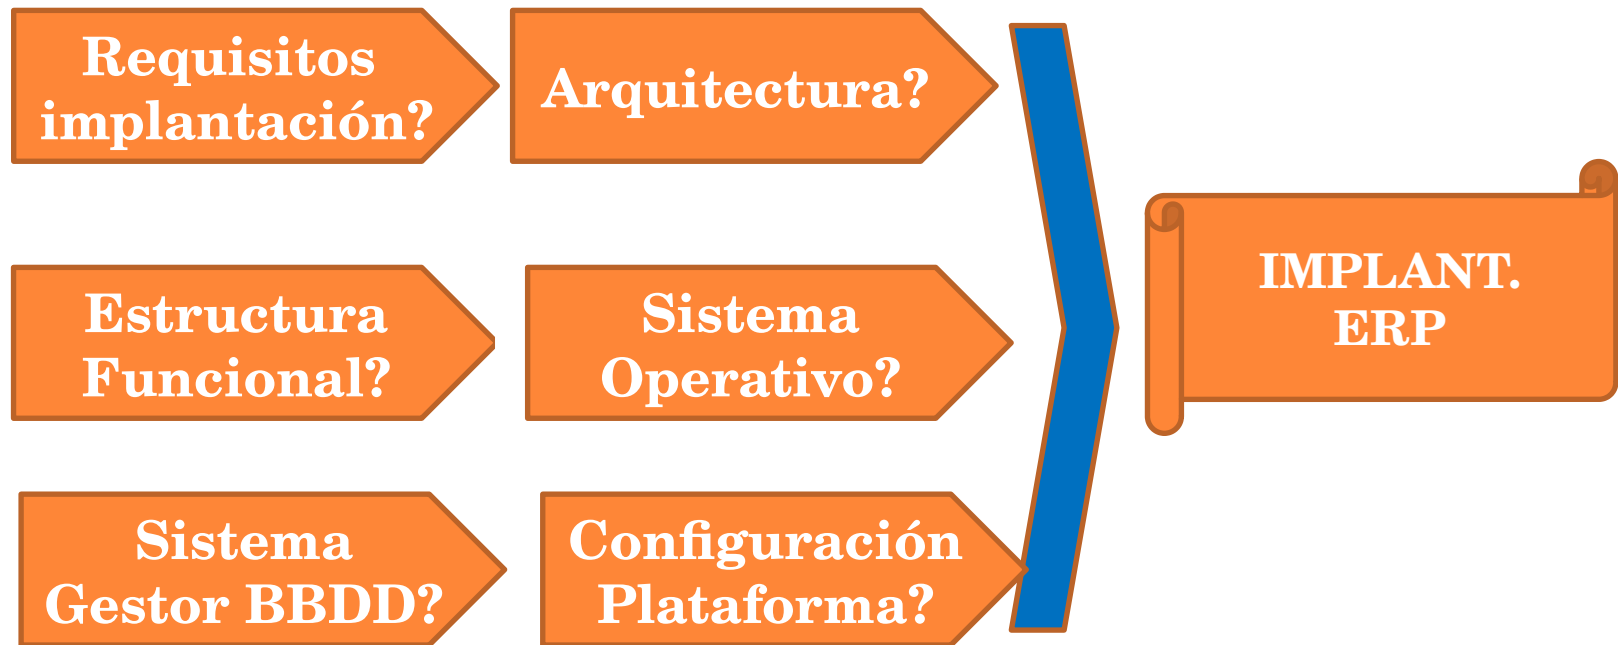 Requisitos
implantación?
Arquitectura?
Estructura
Funcional?
Sistema
Operativo?
Sistema
Gestor BBDD?
Configuración
Plataforma?
IMPLANT.
ERP